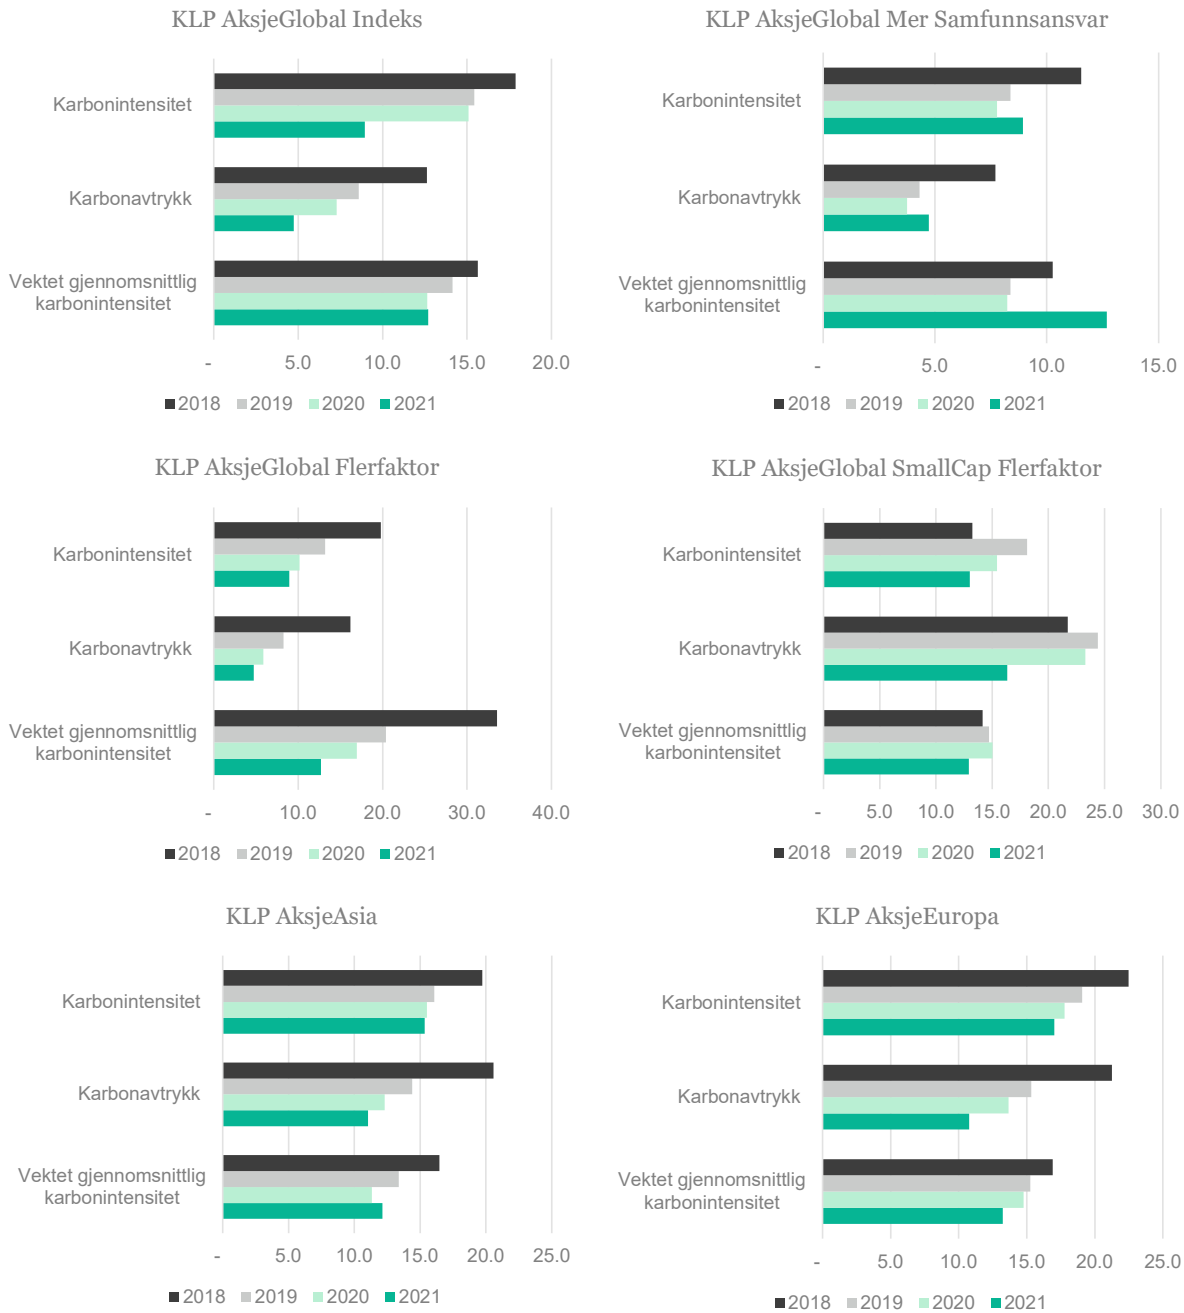 KLP AksjeGlobal Indeks
Karbonintensitet
Karbonavtrykk
Vektet gjennomsnittlig
karbonintensitet
- 5.0 10.0 15.0 20.0
2018 2019 2020 2021
KLP AksjeGlobal Mer Samfunnsansvar
Karbonintensitet
Karbonavtrykk
Vektet gjennomsnittlig
karbonintensitet
- 5.0 10.0 15.0
2018 2019 2020 2021
KLP AksjeGlobal Flerfaktor
Karbonintensitet
Karbonavtrykk
Vektet gjennomsnittlig
karbonintensitet
- 10.0 20.0 30.0 40.0
2018 2019 2020 2021
KLP AksjeGlobal SmallCap Flerfaktor
Karbonintensitet
Karbonavtrykk
Vektet gjennomsnittlig
karbonintensitet
- 5.0 10.0 15.0 20.0 25.0 30.0
2018 2019 2020 2021
KLP AksjeAsia
Karbonintensitet
Karbonavtrykk
Vektet gjennomsnittlig
karbonintensitet
- 5.0 10.0 15.0 20.0 25.0
2018 2019 2020 2021
KLP AksjeEuropa
Karbonintensitet
Karbonavtrykk
Vektet gjennomsnittlig
karbonintensitet
- 5.0 10.0 15.0 20.0 25.0
2018 2019 2020 2021